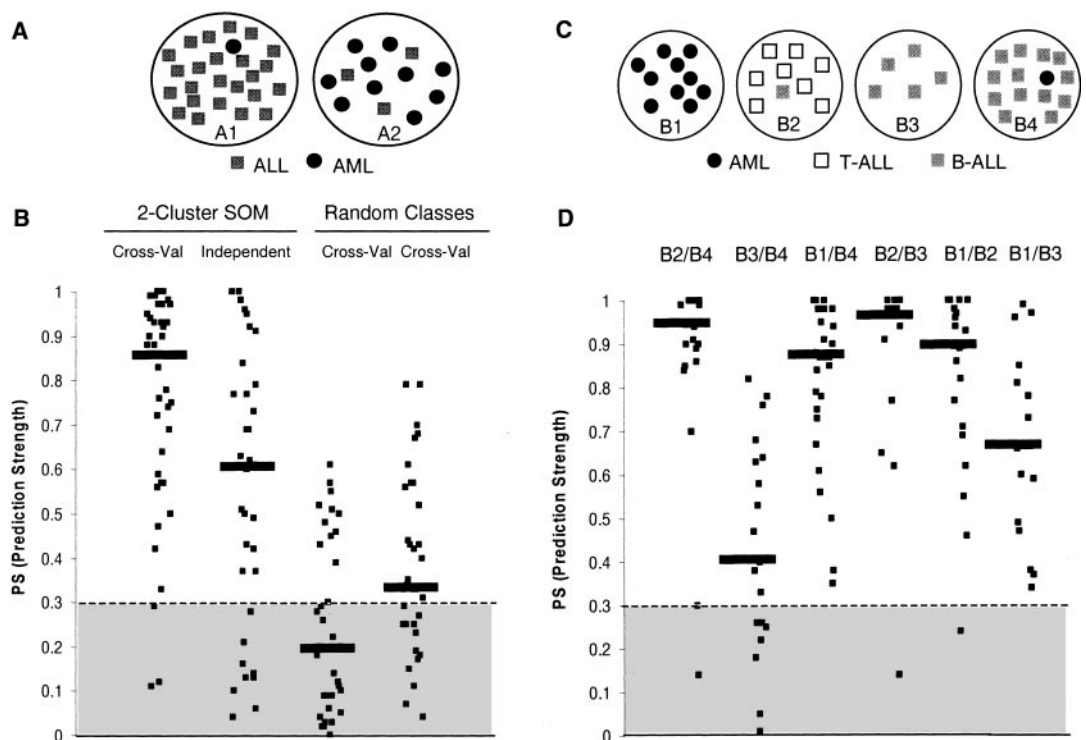 A
A1
A2
ALL AML
B
2-Cluster SOM Random Classes
Cross-Val Independent Cross-Val Cross-Val
PS (Prediction Strength)
1
0.9
0.8
0.7
0.6
0.5
0.4
0.3
0.2
0.1
0
C
B1
B2
B3
B4
AML T-ALL B-ALL
D
B2/B4 B3/B4 B1/B4 B2/B3 B1/B2 B1/B3
PS (Prediction Strength)
1
0.9
0.8
0.7
0.6
0.5
0.4
0.3
0.2
0.1
0